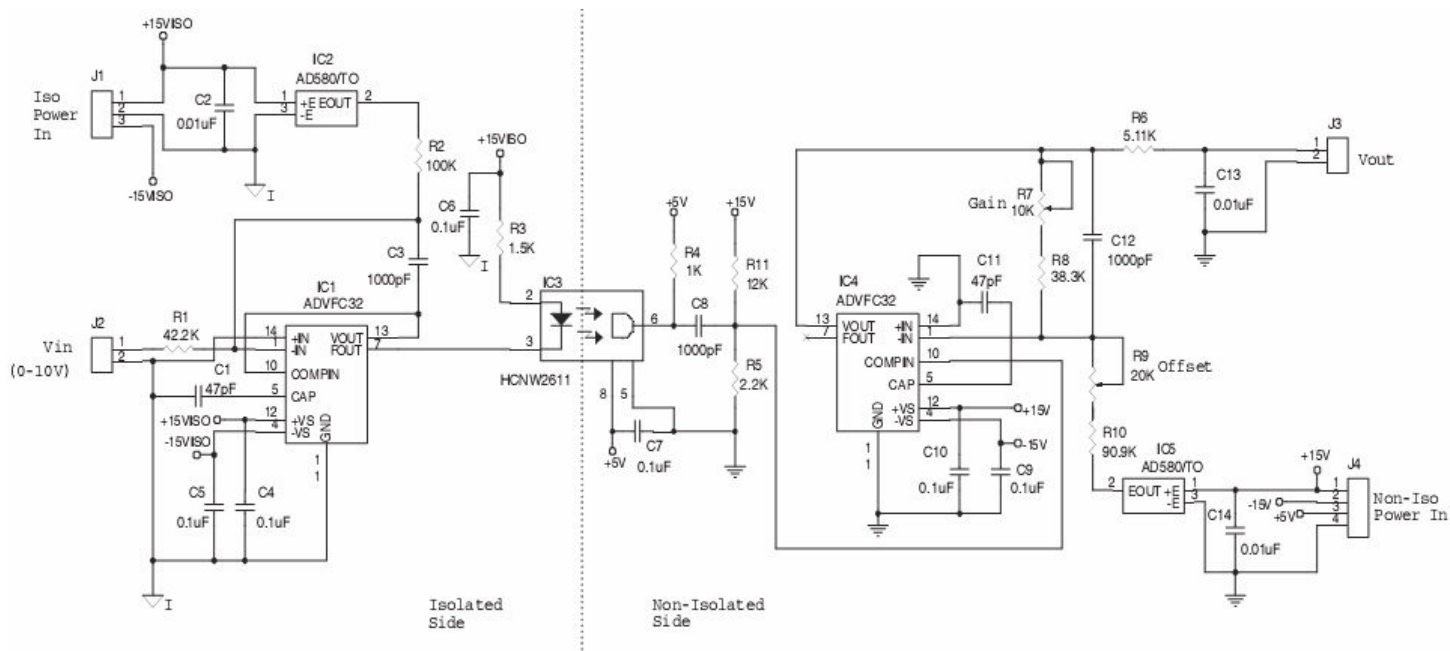 +15VISO
J1
Iso
Power
In
1
2
3
C2
0.01uF
-15VISO
I
IC2
AD580/TO
1
3
+E EOUT
-E
2
R2
100K
C3
1000pF
+15VISO
C6
0.1uF
I
R3
1.5K
IC1
ADVFC32
J2
Vin
(0-10V)
1
2
R1
42.2K
C1
47pF
14
1
10
5
12
4
+IN
-IN
COMPIN
CAP
+VS
-VS
GND
VOUT
FOUT
13
7
1
1
+15VISO
-15VISO
C5
0.1uF
C4
0.1uF
I
IC3
2
3
6
8
5
HCNW2611
+5V
R4
1K
C8
1000pF
+15V
R11
12K
R5
2.2K
C7
0.1uF
+5V
Isolated
Side
Non-Isolated
Side
IC4
ADVFC32
13
7
VOUT
FOUT
+IN
-IN
COMPIN
CAP
+VS
-VS
GND
14
1
10
5
12
4
1
1
C11
47pF
+15V
-15V
C10
0.1uF
C9
0.1uF
Gain
R7
10K
R8
38.3K
C12
1000pF
R6
5.11K
C13
0.01uF
J3
1
2
Vout
R9
20K
Offset
R10
90.9K
IC5
AD580/TO
2
EOUT +E
-E
1
3
C14
0.01uF
+15V
-15V
+5V
J4
1
2
3
4
Non-Iso
Power In